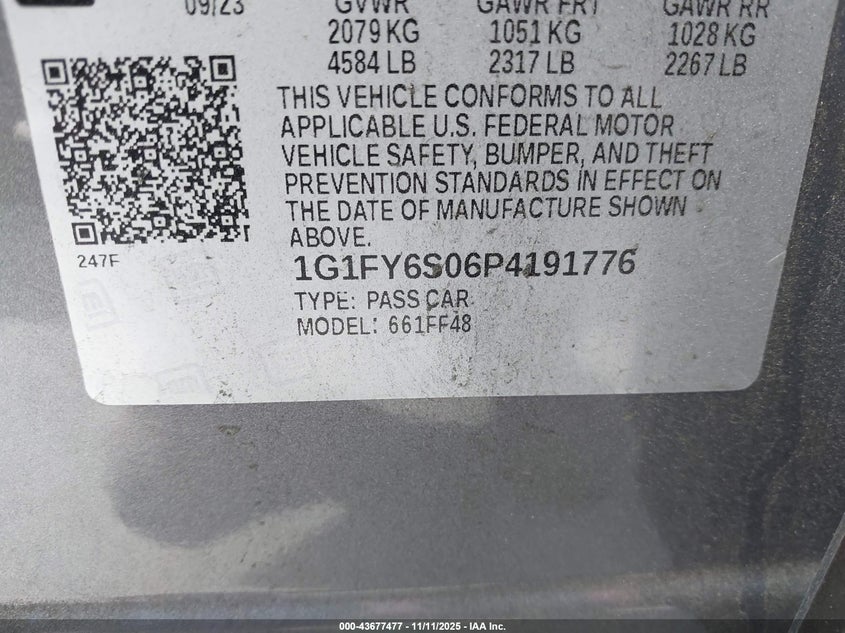 09/23 GVWR GAWR FRT GAWR RR
2079 KG 1051 KG 1028 KG
4584 LB 2317 LB 2267 LB
THIS VEHICLE CONFORMS TO ALL
APPLICABLE U.S. FEDERAL MOTOR
VEHICLE SAFETY, BUMPER, AND THEFT
PREVENTION STANDARDS IN EFFECT ON
THE DATE OF MANUFACTURE SHOWN
ABOVE.
247F
1G1FY6S06P4191776
TYPE: PASS CAR
MODEL: 661FF48
000-43677477 - 11/11/2025 - IAA Inc.